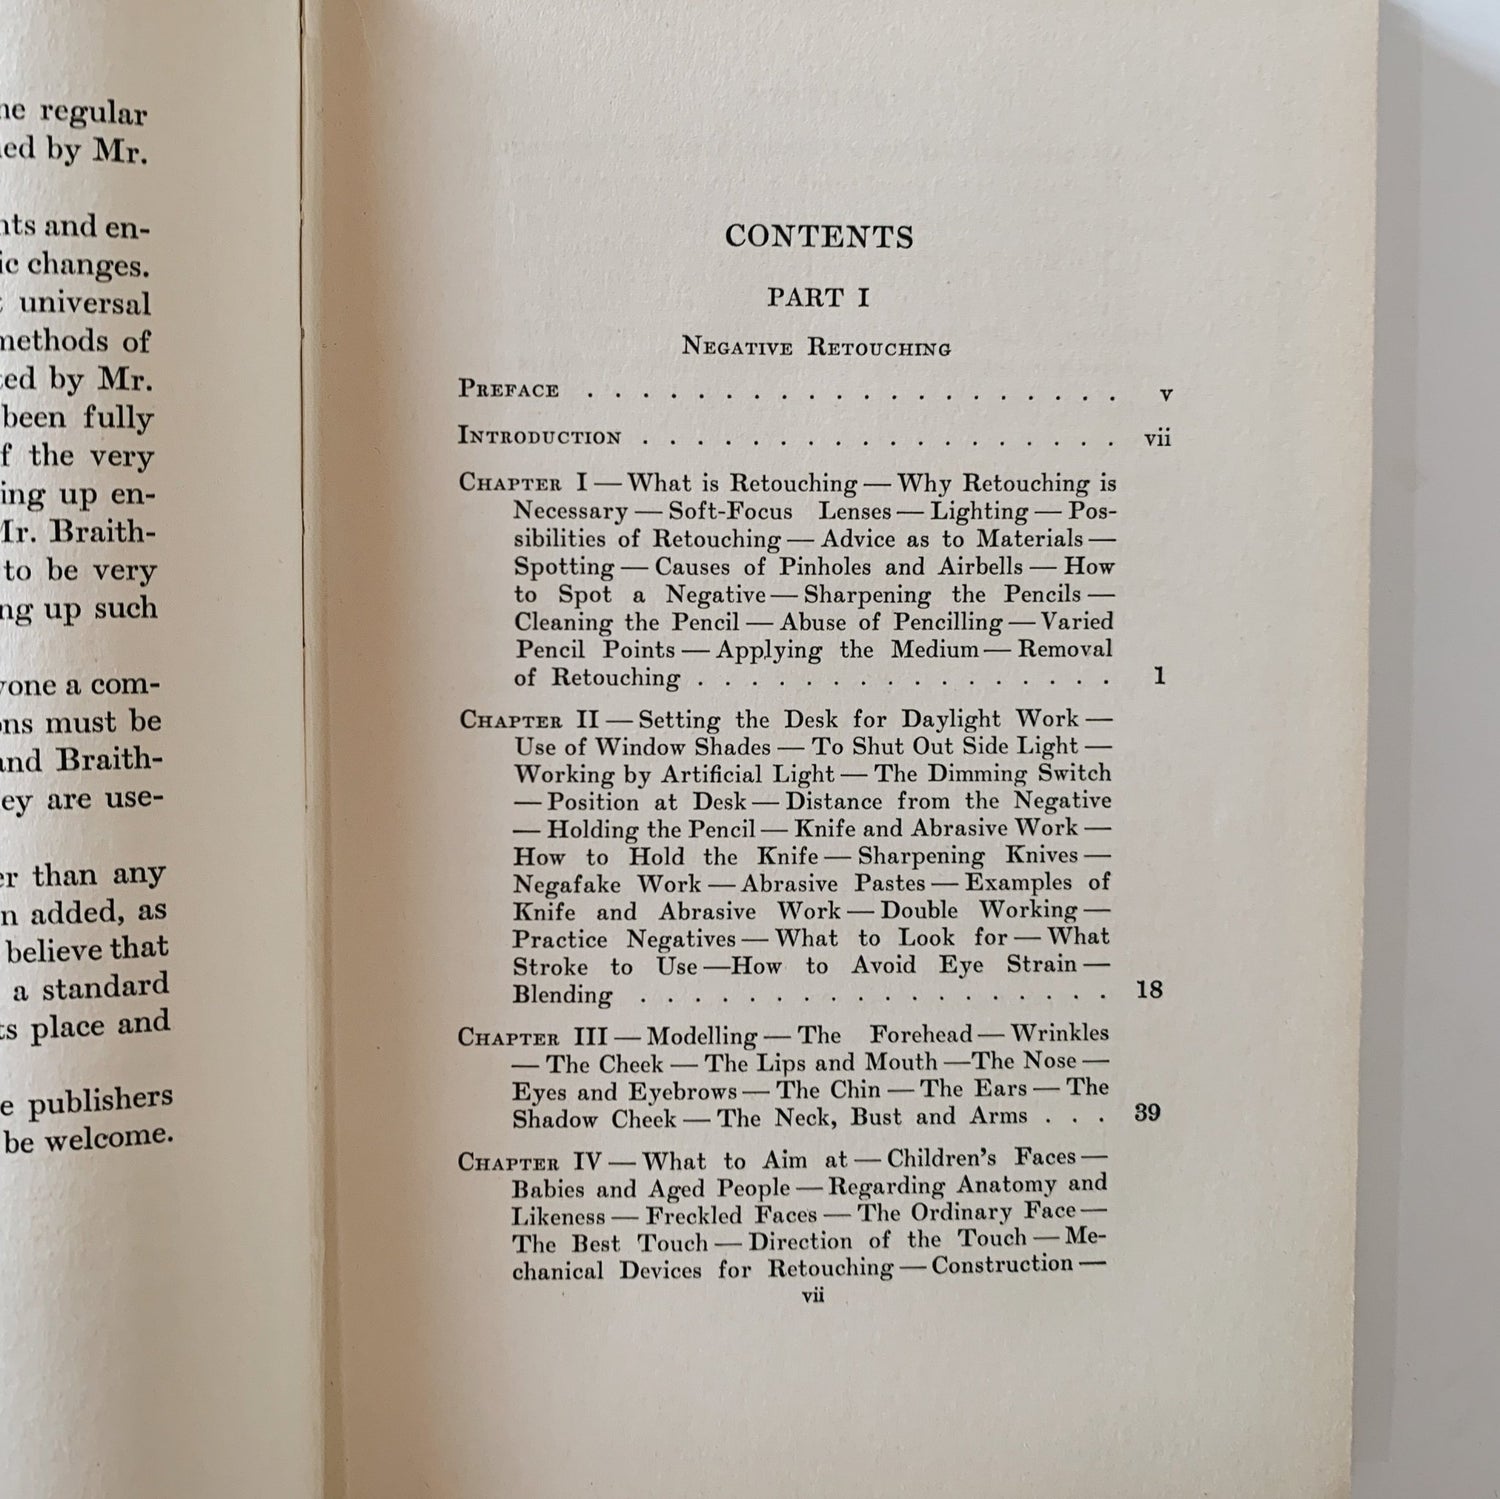 regular
by Mr.
and en-
changes.
universal
methods of
by Mr.
been fully
of the very
up en-
Mr. Braith-
to be very
up such
a com-
must be
and Braith-
they are use-
than any
added, as
believe that
a standard
place and
publishers
be welcome.
CONTENTS
PART I
NEGATIVE RETOUCHING
PREFACE . . . . . . . . . . . . . . . . . . . . v
INTRODUCTION . . . . . . . . . . . . . . . . . . vii
CHAPTER I — What is Retouching — Why Retouching is
Necessary — Soft-Focus Lenses — Lighting — Pos-
sibilities of Retouching — Advice as to Materials —
Spotting — Causes of Pinholes and Airbells — How
to Spot a Negative — Sharpening the Pencils —
Cleaning the Pencil — Abuse of Pencilling — Varied
Pencil Points — Applying the Medium — Removal
of Retouching . . . . . . . . . . . . . . . . 1
CHAPTER II — Setting the Desk for Daylight Work —
Use of Window Shades — To Shut Out Side Light —
Working by Artificial Light — The Dimming Switch
— Position at Desk — Distance from the Negative
— Holding the Pencil — Knife and Abrasive Work —
How to Hold the Knife — Sharpening Knives —
Negafake Work — Abrasive Pastes — Examples of
Knife and Abrasive Work — Double Working —
Practice Negatives — What to Look for — What
Stroke to Use —How to Avoid Eye Strain —
Blending . . . . . . . . . . . . . . . . . . 18
CHAPTER III — Modelling — The Forehead — Wrinkles
— The Cheek — The Lips and Mouth —The Nose —
Eyes and Eyebrows — The Chin — The Ears — The
Shadow Cheek — The Neck, Bust and Arms . . . 39
CHAPTER IV — What to Aim at — Children's Faces —
Babies and Aged People — Regarding Anatomy and
Likeness — Freckled Faces — The Ordinary Face —
The Best Touch — Direction of the Touch — Me-
chanical Devices for Retouching — Construction —
vii